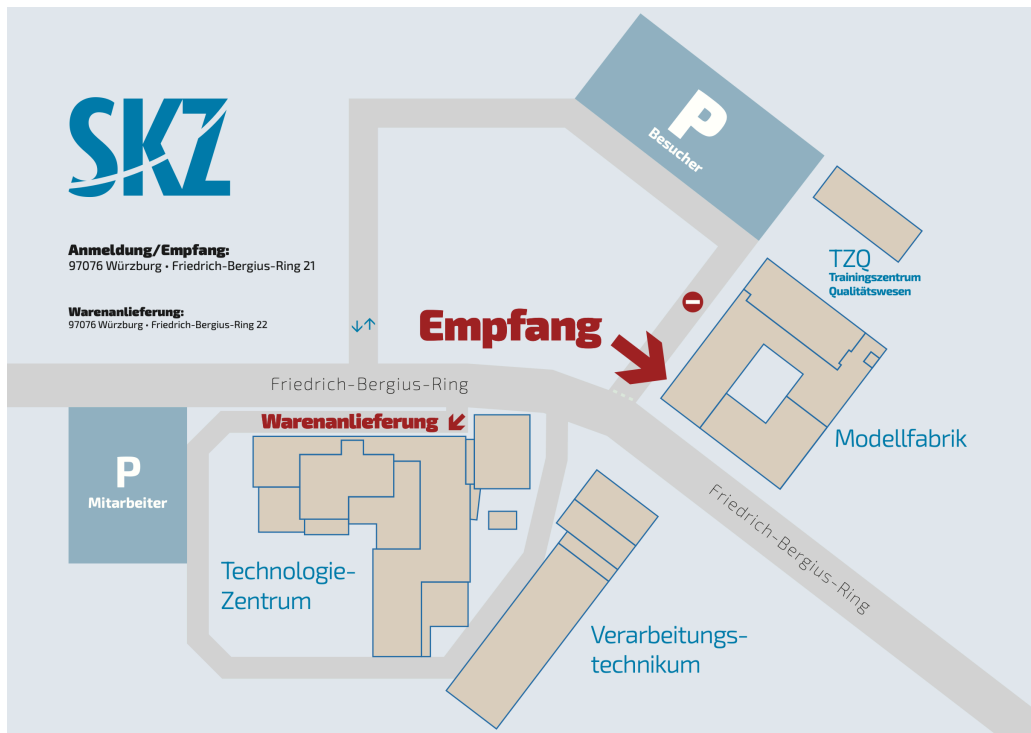 SKZ
Anmeldung/Empfang:
97076 Würzburg • Friedrich-Bergius-Ring 21
Warenanlieferung:
97076 Würzburg • Friedrich-Bergius-Ring 22
P
Besucher
TZQ
Trainingszentrum
Qualitätswesen
Empfang
Friedrich-Bergius-Ring
Warenanlieferung
Modellfabrik
P
Mitarbeiter
Friedrich-Bergius-Ring
Technologie-
Zentrum
Verarbeitungs-
technikum